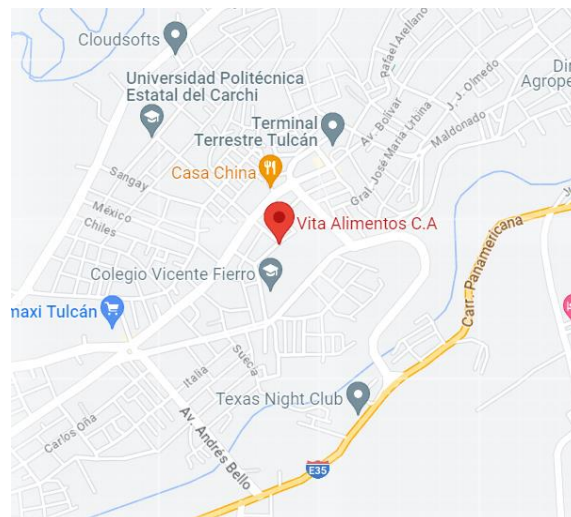 Cloudsofts
Universidad Politécnica
Estatal del Carchi
Terminal
Terrestre Tulcán
Casa China
Vita Alimentos C.A
Colegio Vicente Fierro
maxi Tulcán
Texas Night Club
Rafael Arellano
Av. Bolívar
Gral. José María Urbina
J. J. Olmedo
Maldonado
Sangay
México
Chiles
Suecia
Italia
Carlos Oña
Av. Andrés Bello
Carr. Panamericana
E35